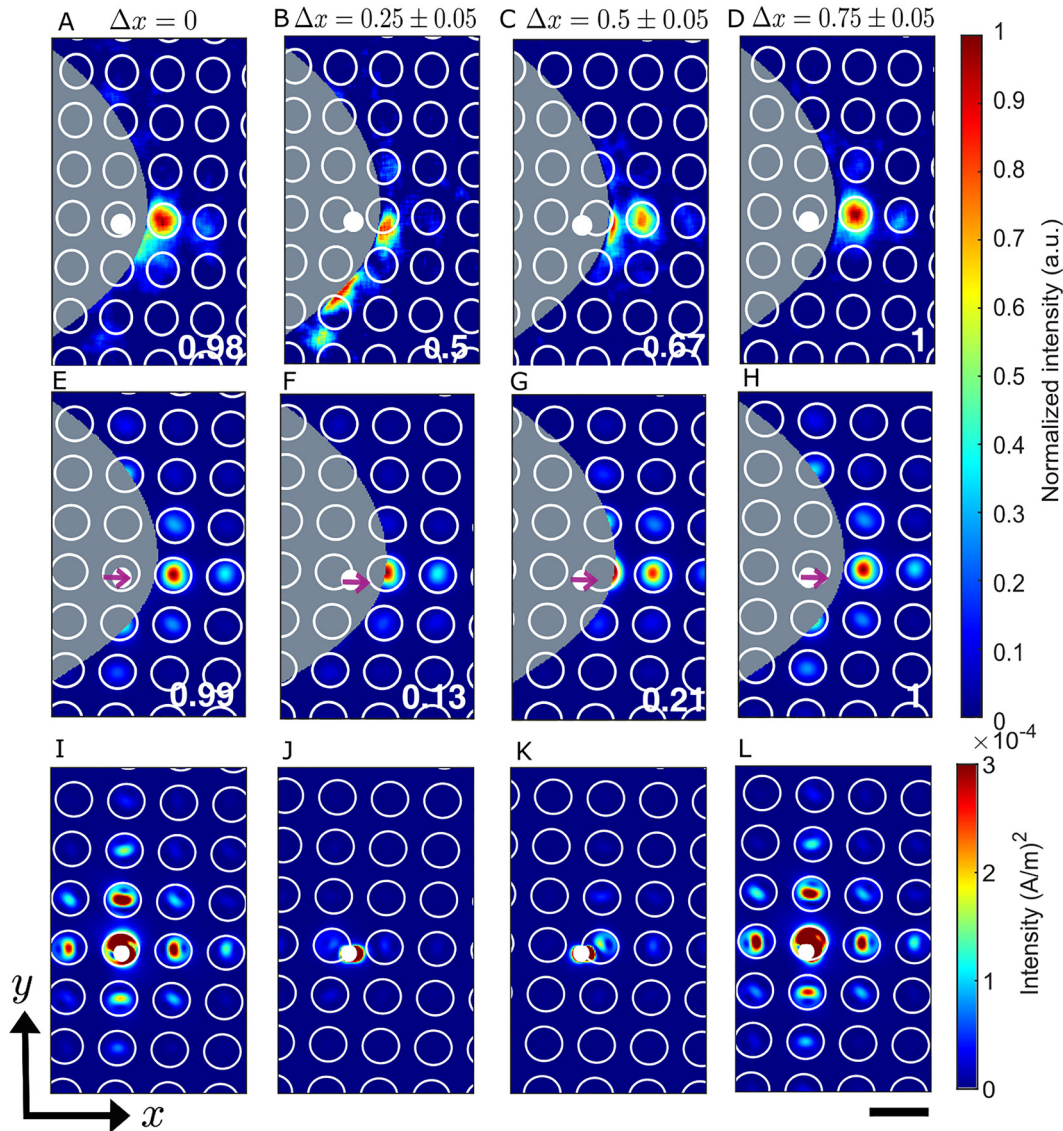 A Δx = 0
B Δx = 0.25 ± 0.05
C Δx = 0.5 ± 0.05
D Δx = 0.75 ± 0.05
0.98
0.5
0.67
1
E
F
G
H
0.99
0.13
0.21
1
1
0.9
0.8
0.7
0.6
0.5
0.4
0.3
0.2
0.1
0
Normalized intensity (a.u.)
I
J
K
L
×10⁻⁴
3
2
1
0
Intensity (A/m)²
y
x